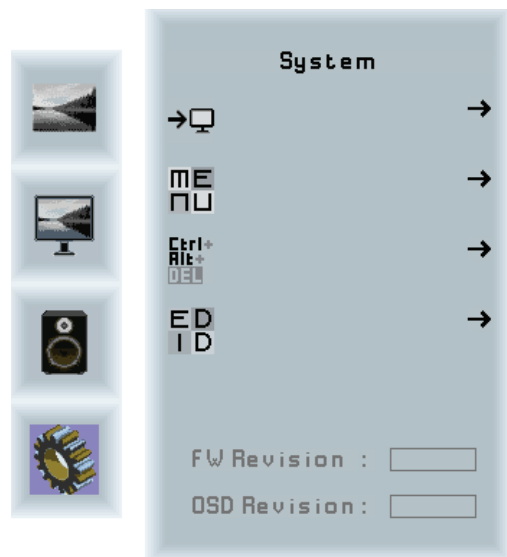 System
ME
NU
Ctrl+
Alt+
DEL
ED
ID
FW Revision :
OSD Revision :